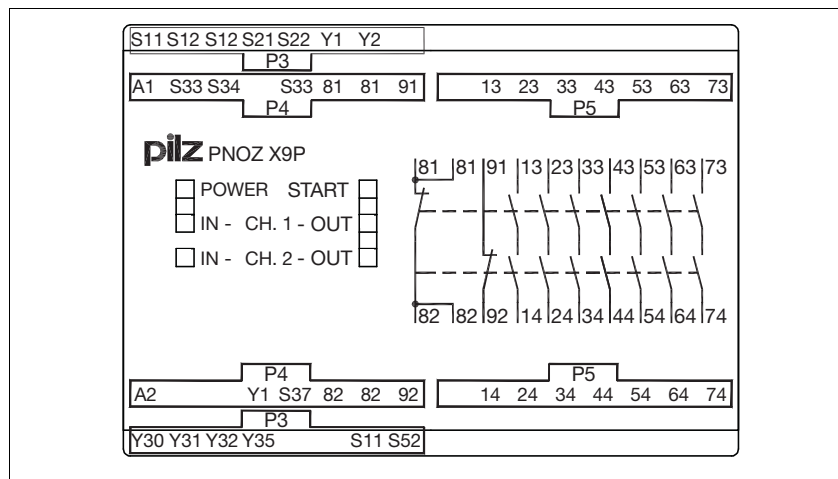 S11 S12 S12 S21 S22 Y1 Y2
P3
A1 S33 S34 S33 81 81 91 13 23 33 43 53 63 73
P4 P5
pilz PNOZ X9P
81 81 91 13 23 33 43 53 63 73
POWER START
IN - CH. 1 - OUT
IN - CH. 2 - OUT
82 82 92 14 24 34 44 54 64 74
P4 P5
A2 Y1 S37 82 82 92 14 24 34 44 54 64 74
P3
Y30 Y31 Y32 Y35 S11 S52